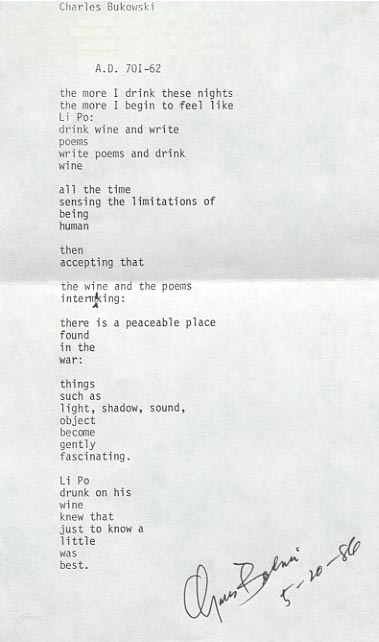 Charles Bukowski
A.D. 701-62
the more I drink these nights
the more I begin to feel like
Li Po:
drink wine and write
poems
write poems and drink
wine
all the time
sensing the limitations of
being
human
then
accepting that
the wine and the poems
intermixing:
there is a peaceable place
found
in the
war:
things
such as
light, shadow, sound,
object
become
gently
fascinating.
Li Po
drunk on his
wine
knew that
just to know a
little
was
best.
5-20-86